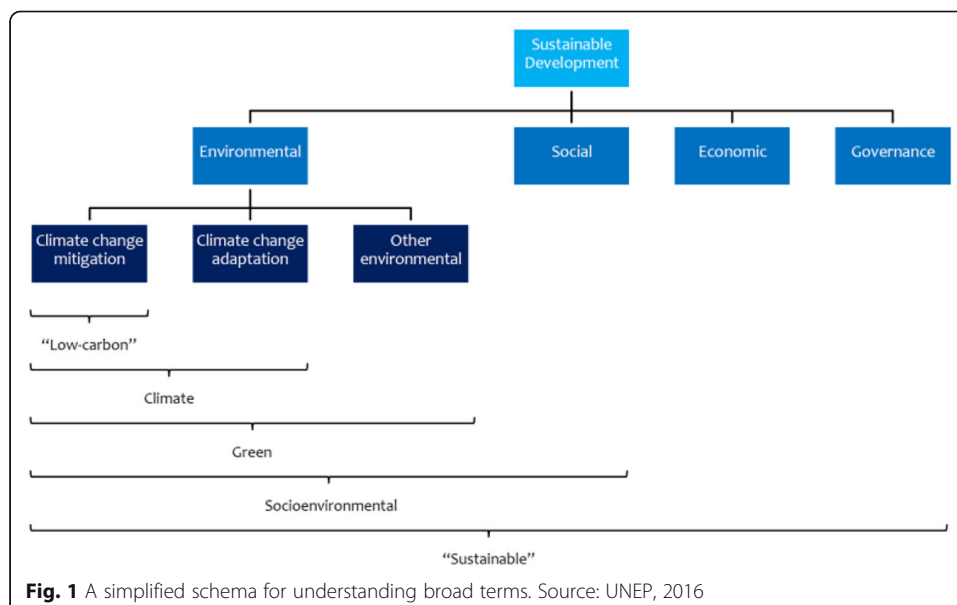 Sustainable
Development
Environmental
Social
Economic
Governance
Climate change
mitigation
Climate change
adaptation
Other
environmental
“Low-carbon”
Climate
Green
Socioenvironmental
“Sustainable”
Fig. 1 A simplified schema for understanding broad terms. Source: UNEP, 2016